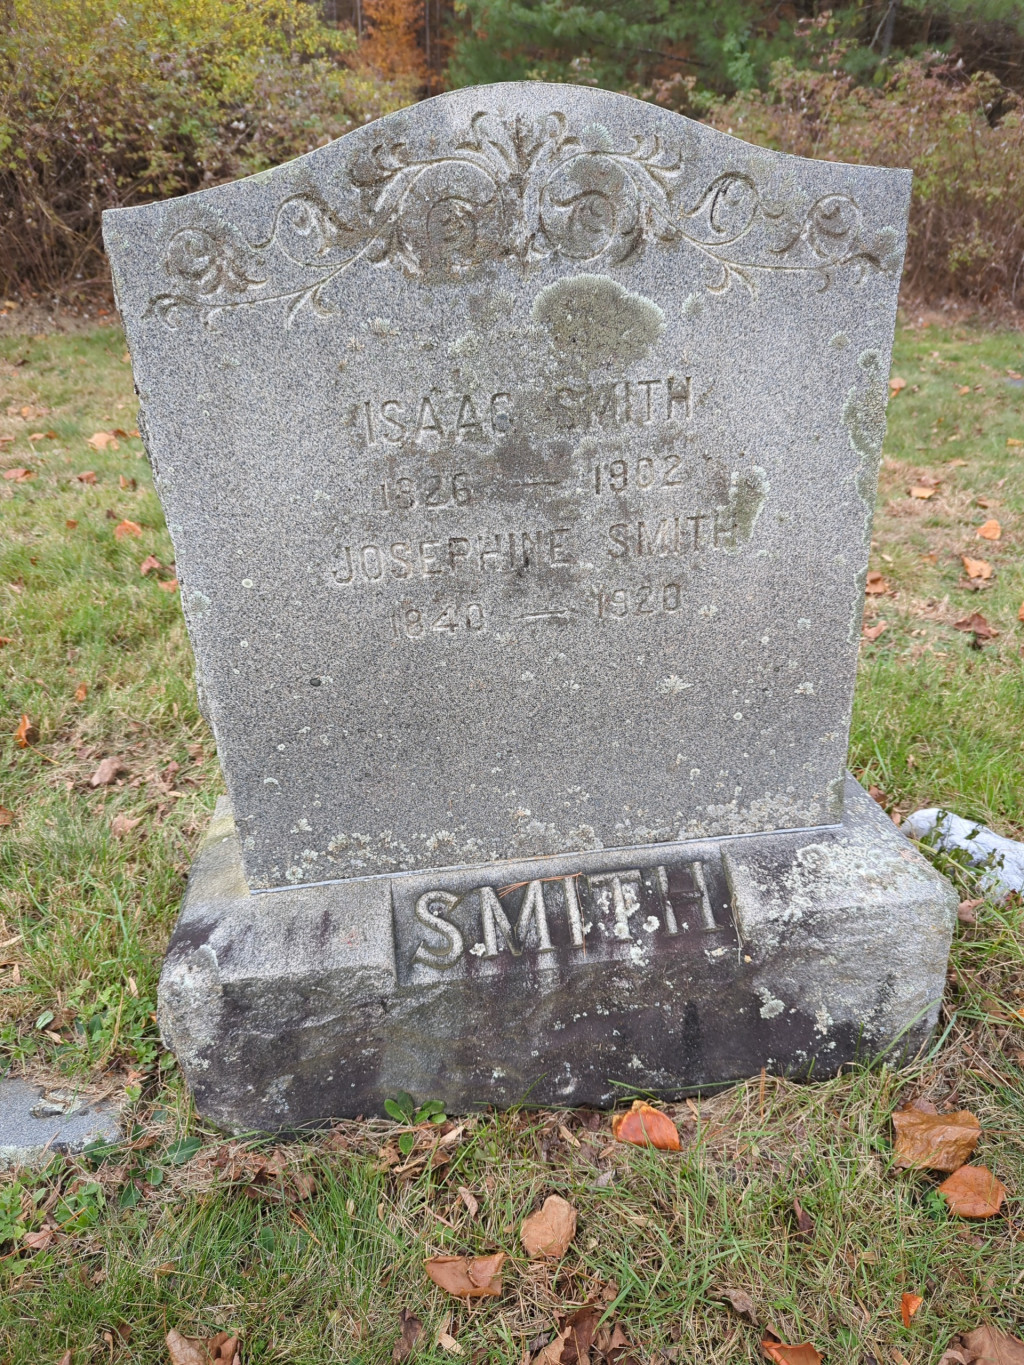 ISAAC SMITH
1826 — 1902
JOSEPHINE SMITH
1840 — 1920
SMITH